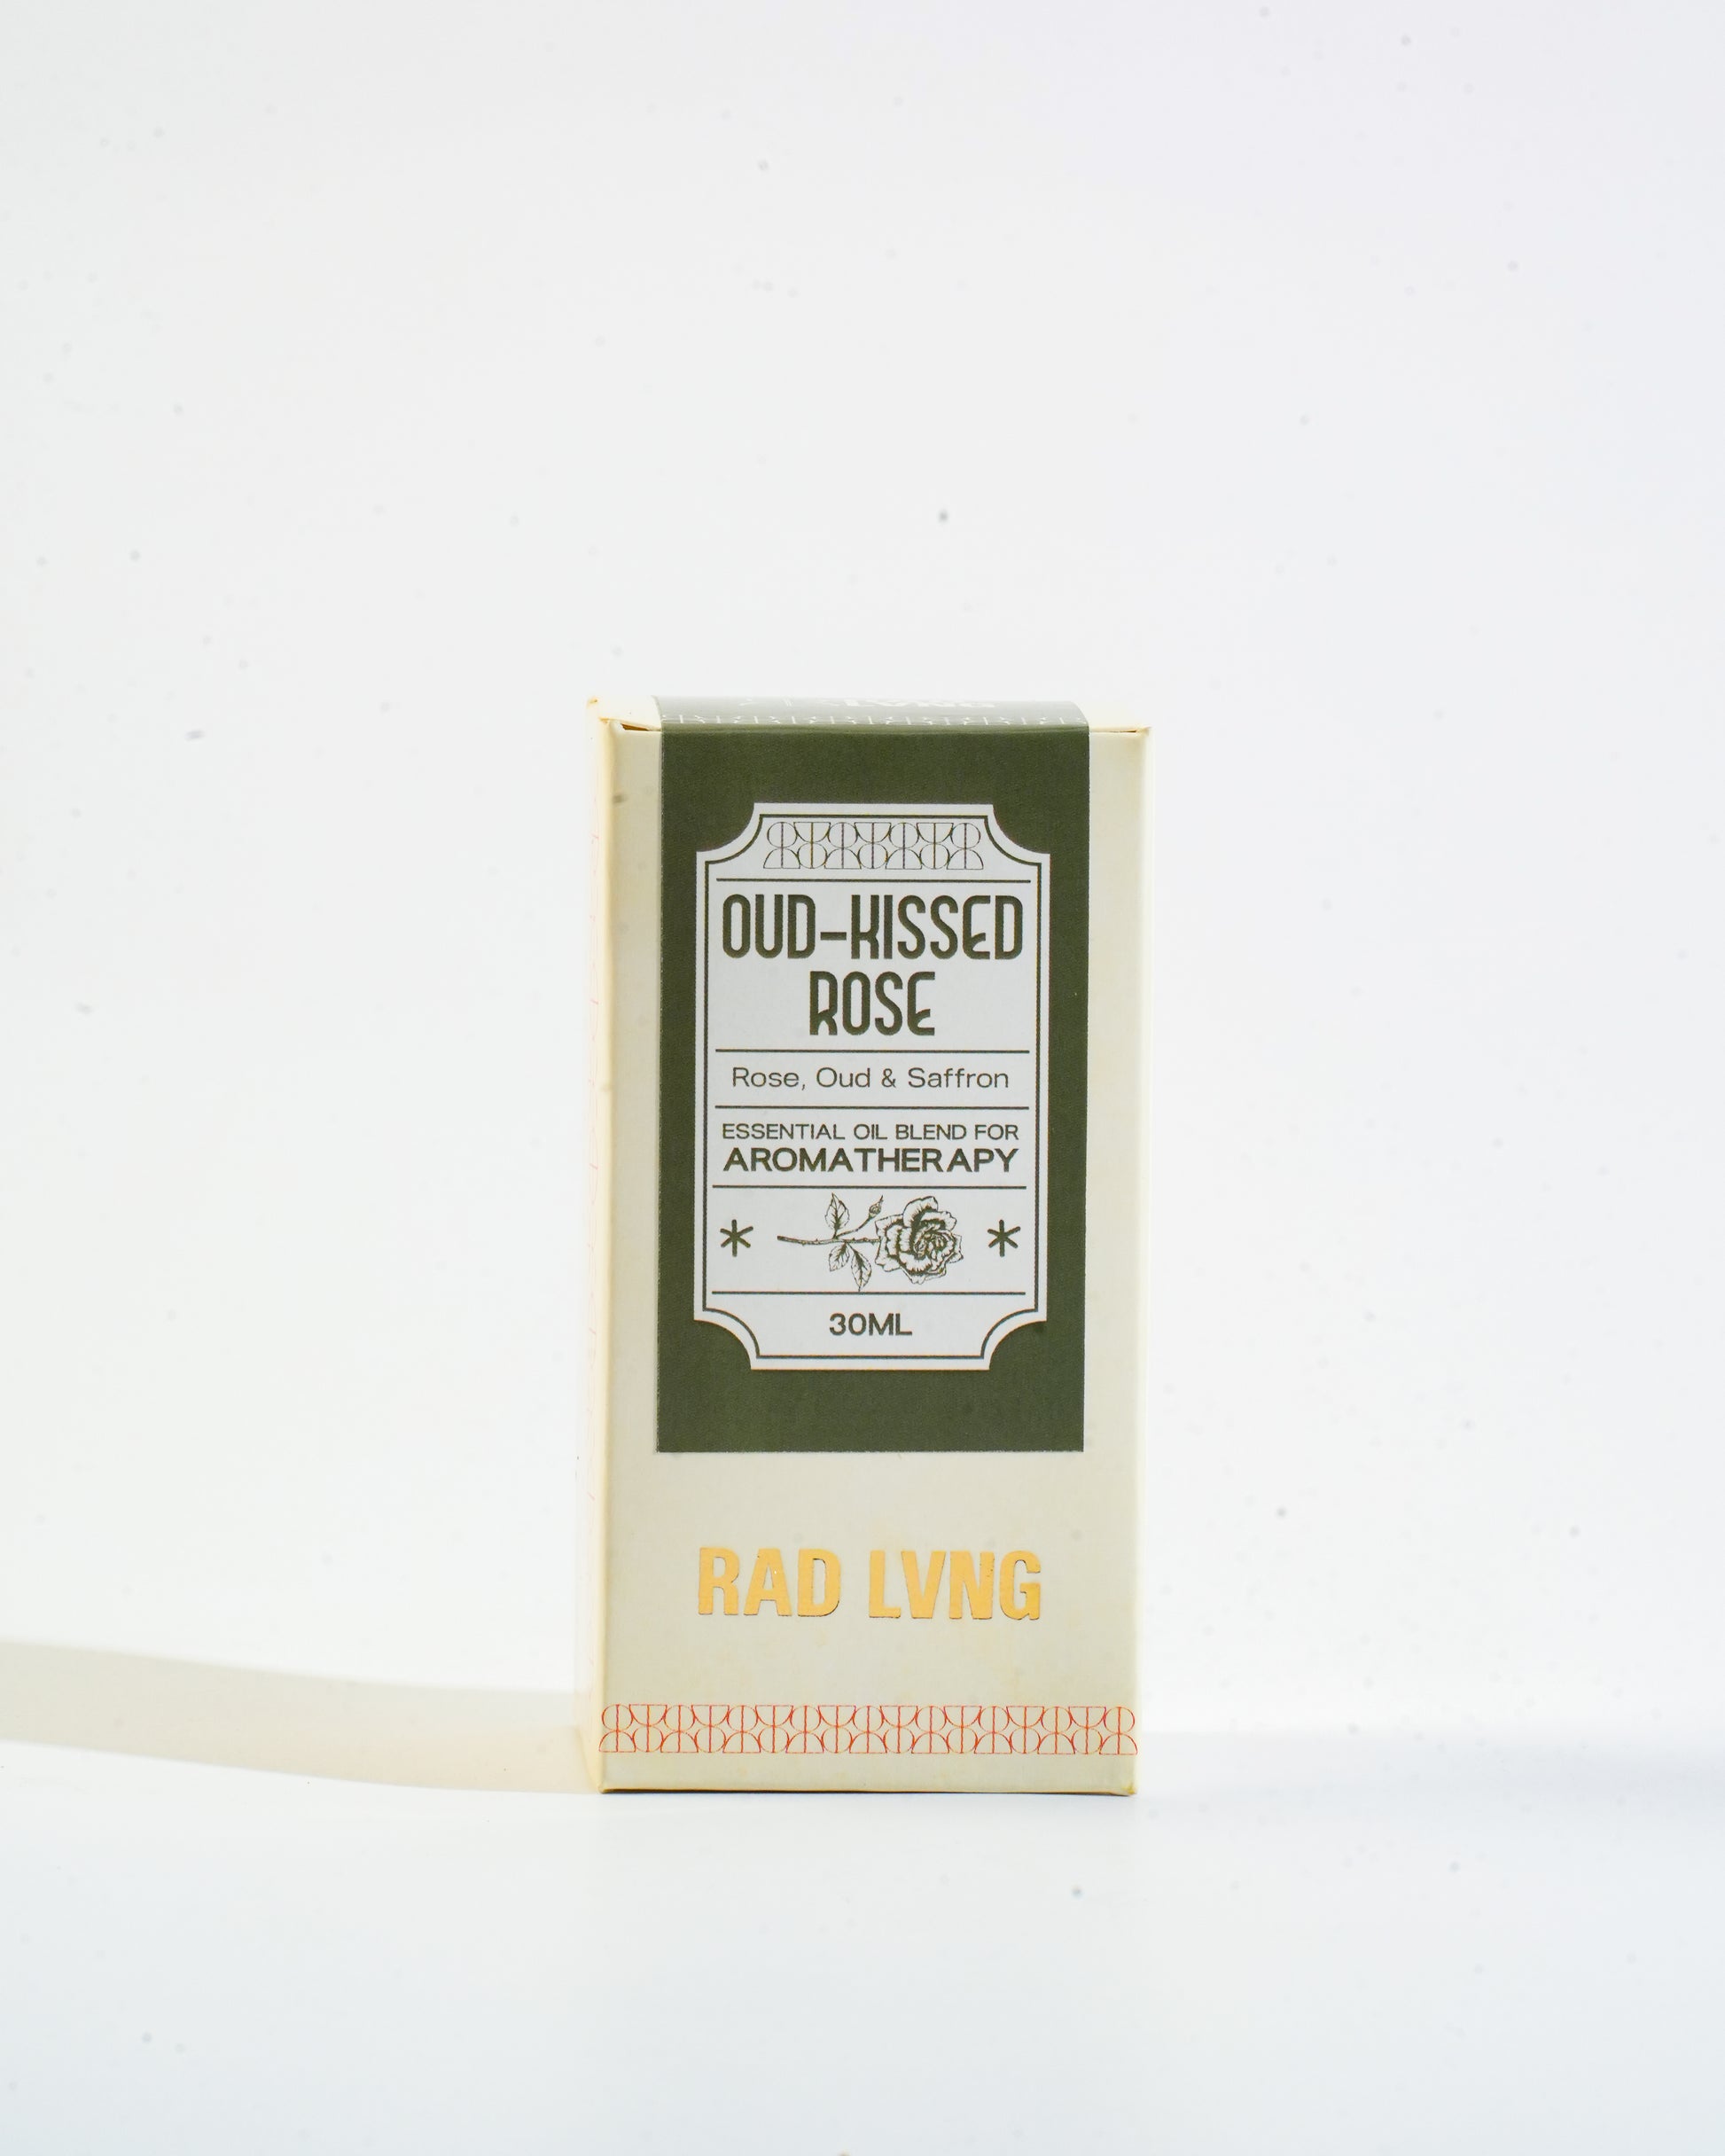 OUD-KISSED
ROSE
Rose, Oud & Saffron
ESSENTIAL OIL BLEND FOR
AROMATHERAPY
30ML
RAD LVNG